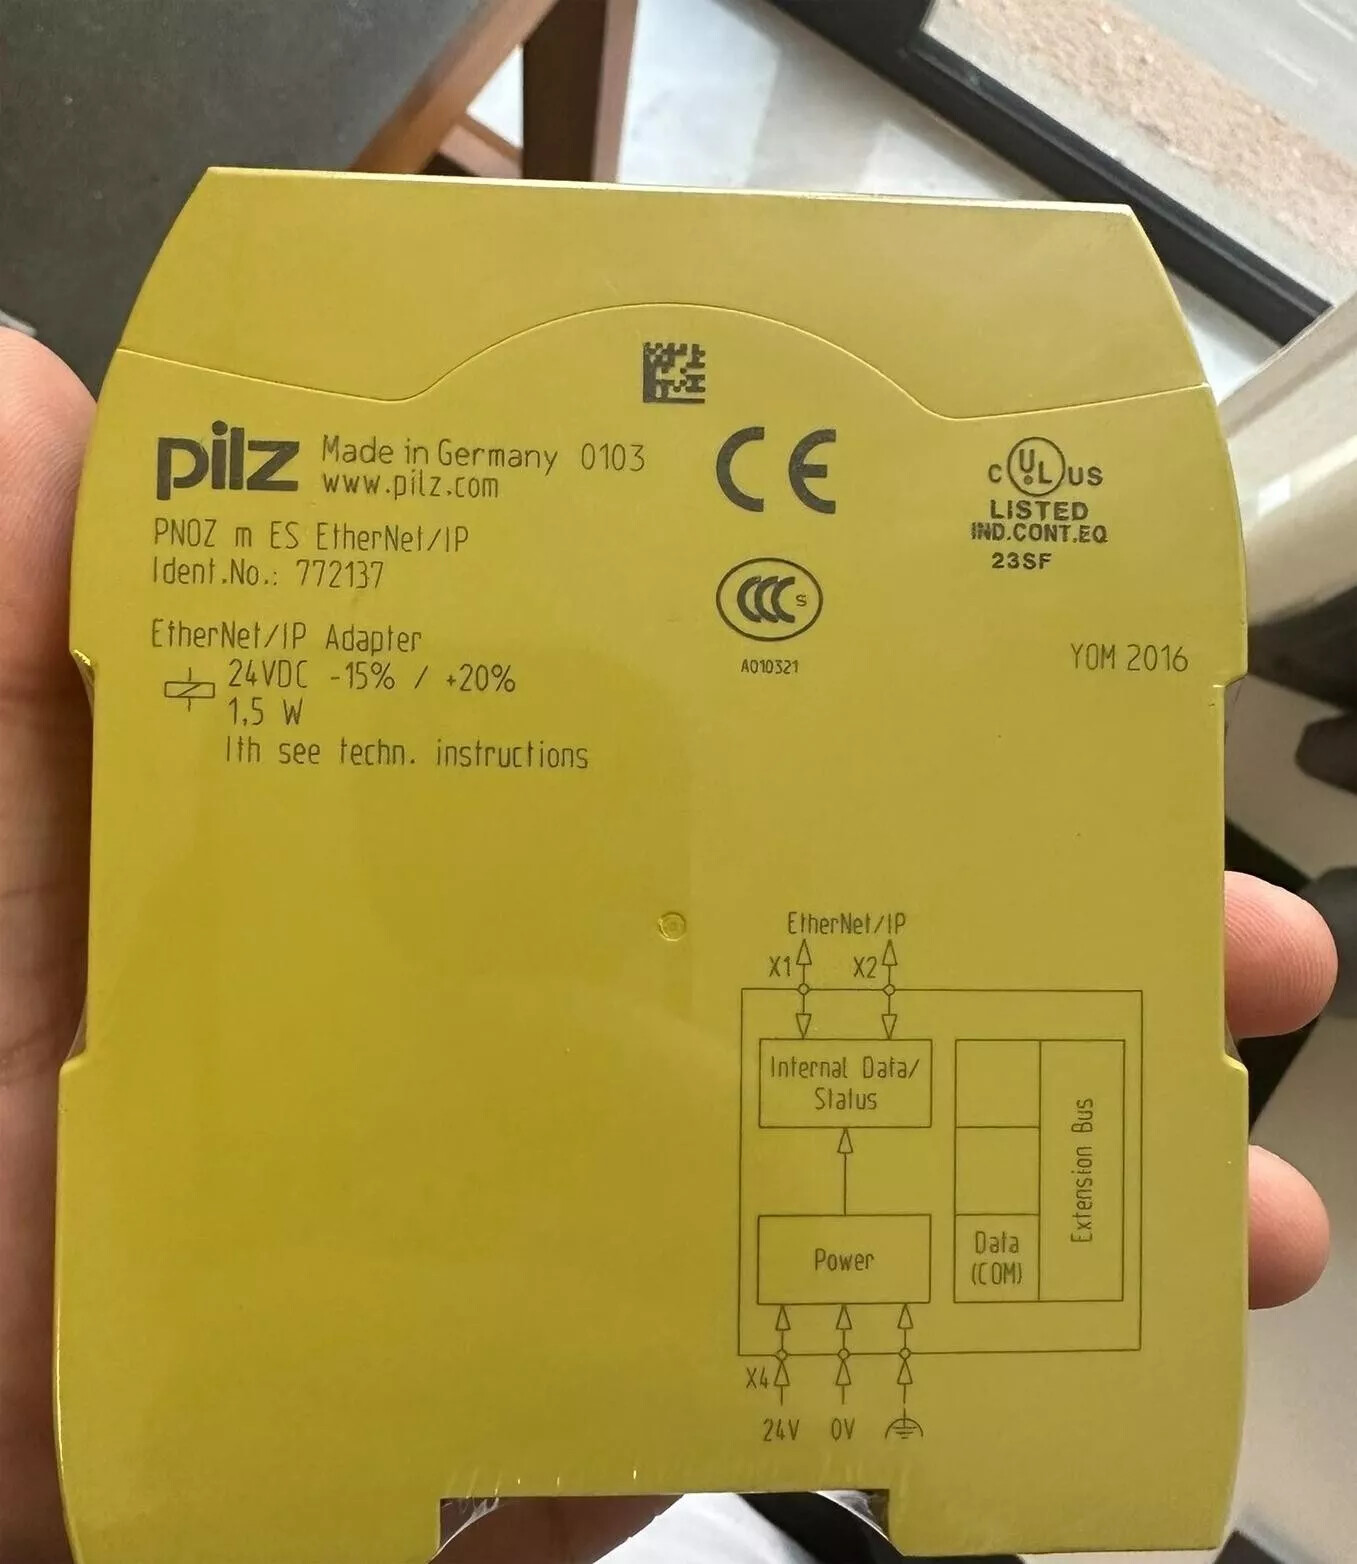 pilz Made in Germany 0103
www.pilz.com
PNOZ m ES EtherNet/IP
Ident.No.: 772137
EtherNet/IP Adapter
24VDC -15% / +20%
1,5 W
Ith see techn. instructions
CE
C UL US
LISTED
IND.CONT.EQ
23SF
CCC S
A010321
YOM 2016
EtherNet/IP
X1 X2
Internal Data/
Status
Power
Data
(COM)
Extension Bus
X4
24V 0V